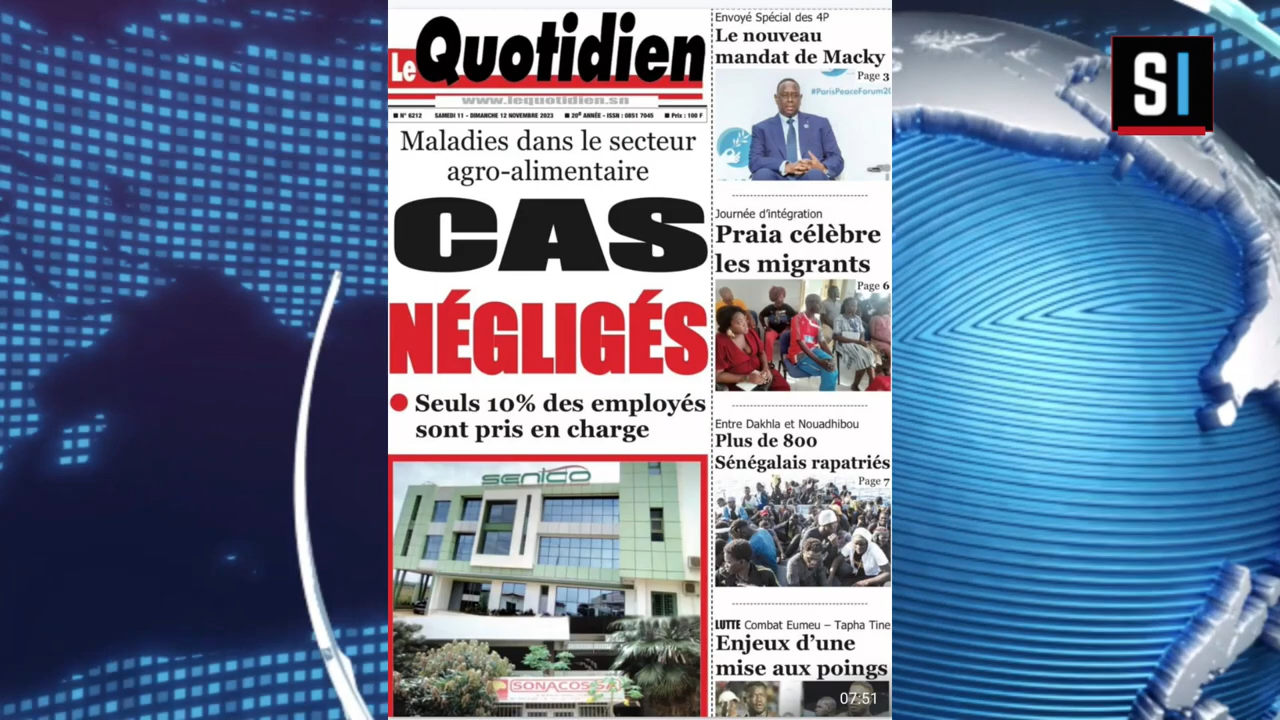 Le Quotidien
www.lequotidien.sn
N° 6212 SAMEDI 11 - DIMANCHE 12 NOVEMBRE 2023 20E ANNÉE - ISSN : 0851 7045 Prix : 100 F
Maladies dans le secteur
agro-alimentaire
CAS
NÉGLIGÉS
Seuls 10% des employés
sont pris en charge
senico
SONACOS SA
Envoyé Spécial des 4P
Le nouveau
mandat de Macky
Page 3
#ParisPeaceForum20
Journée d'intégration
Praia célèbre
les migrants
Page 6
Entre Dakhla et Nouadhibou
Plus de 800
Sénégalais rapatriés
Page 7
LUTTE Combat Eumeu – Tapha Tine
Enjeux d'une
mise aux poings
07:51
SI